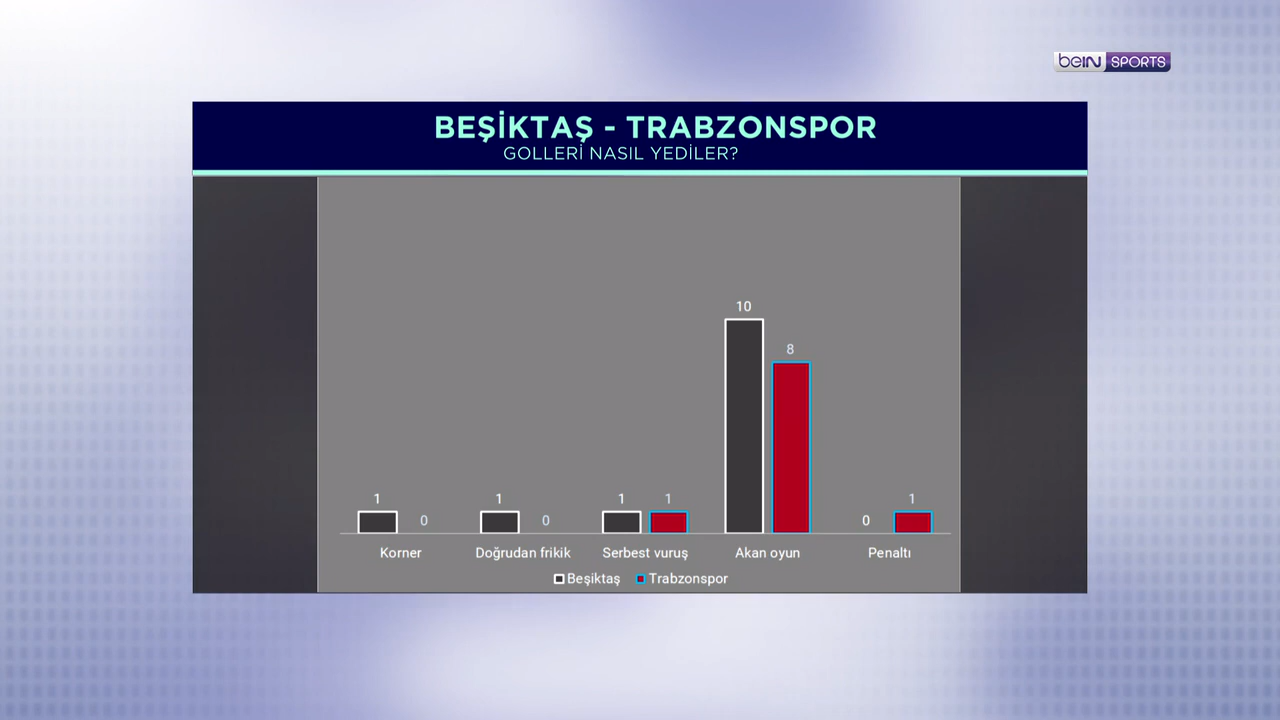 beIN SPORTS
BEŞİKTAŞ - TRABZONSPOR
GOLLERİ NASIL YEDİLER?
10
8
1 0 1 0 1 1 0 1
Korner Doğrudan frikik Serbest vuruş Akan oyun Penaltı
Beşiktaş Trabzonspor